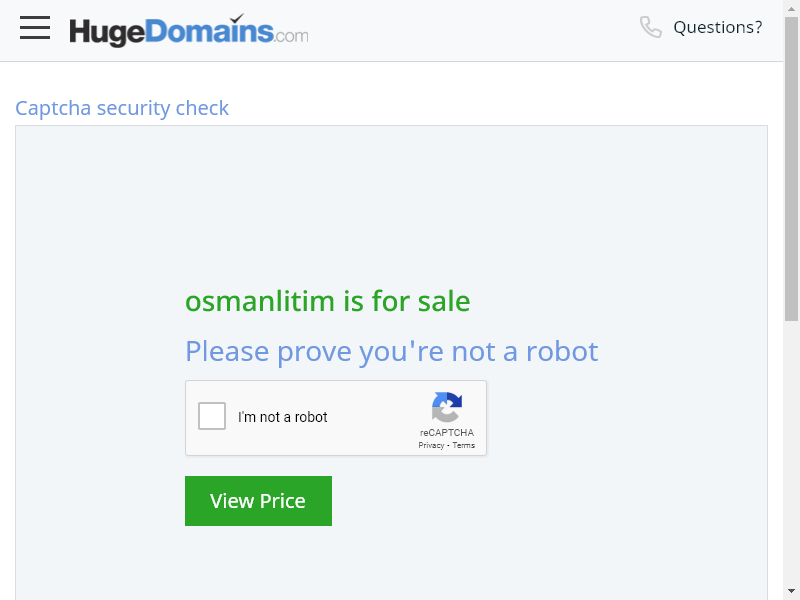 HugeDomains.com
Questions?
Captcha security check
osmanlitim is for sale
Please prove you're not a robot
I'm not a robot
reCAPTCHA
Privacy - Terms
View Price